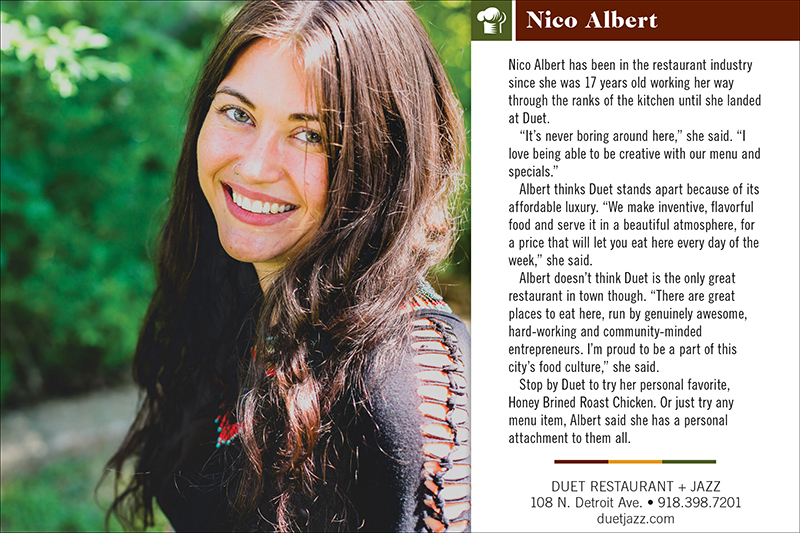 Nico Albert
Nico Albert has been in the restaurant industry
since she was 17 years old working her way
through the ranks of the kitchen until she landed
at Duet.
“It’s never boring around here,” she said. “I
love being able to be creative with our menu and
specials.”
Albert thinks Duet stands apart because of its
affordable luxury. “We make inventive, flavorful
food and serve it in a beautiful atmosphere, for
a price that will let you eat here every day of the
week,” she said.
Albert doesn’t think Duet is the only great
restaurant in town though. “There are great
places to eat here, run by genuinely awesome,
hard-working and community-minded
entrepreneurs. I’m proud to be a part of this
city’s food culture,” she said.
Stop by Duet to try her personal favorite,
Honey Brined Roast Chicken. Or just try any
menu item, Albert said she has a personal
attachment to them all.
DUET RESTAURANT + JAZZ
108 N. Detroit Ave. • 918.398.7201
duetjazz.com